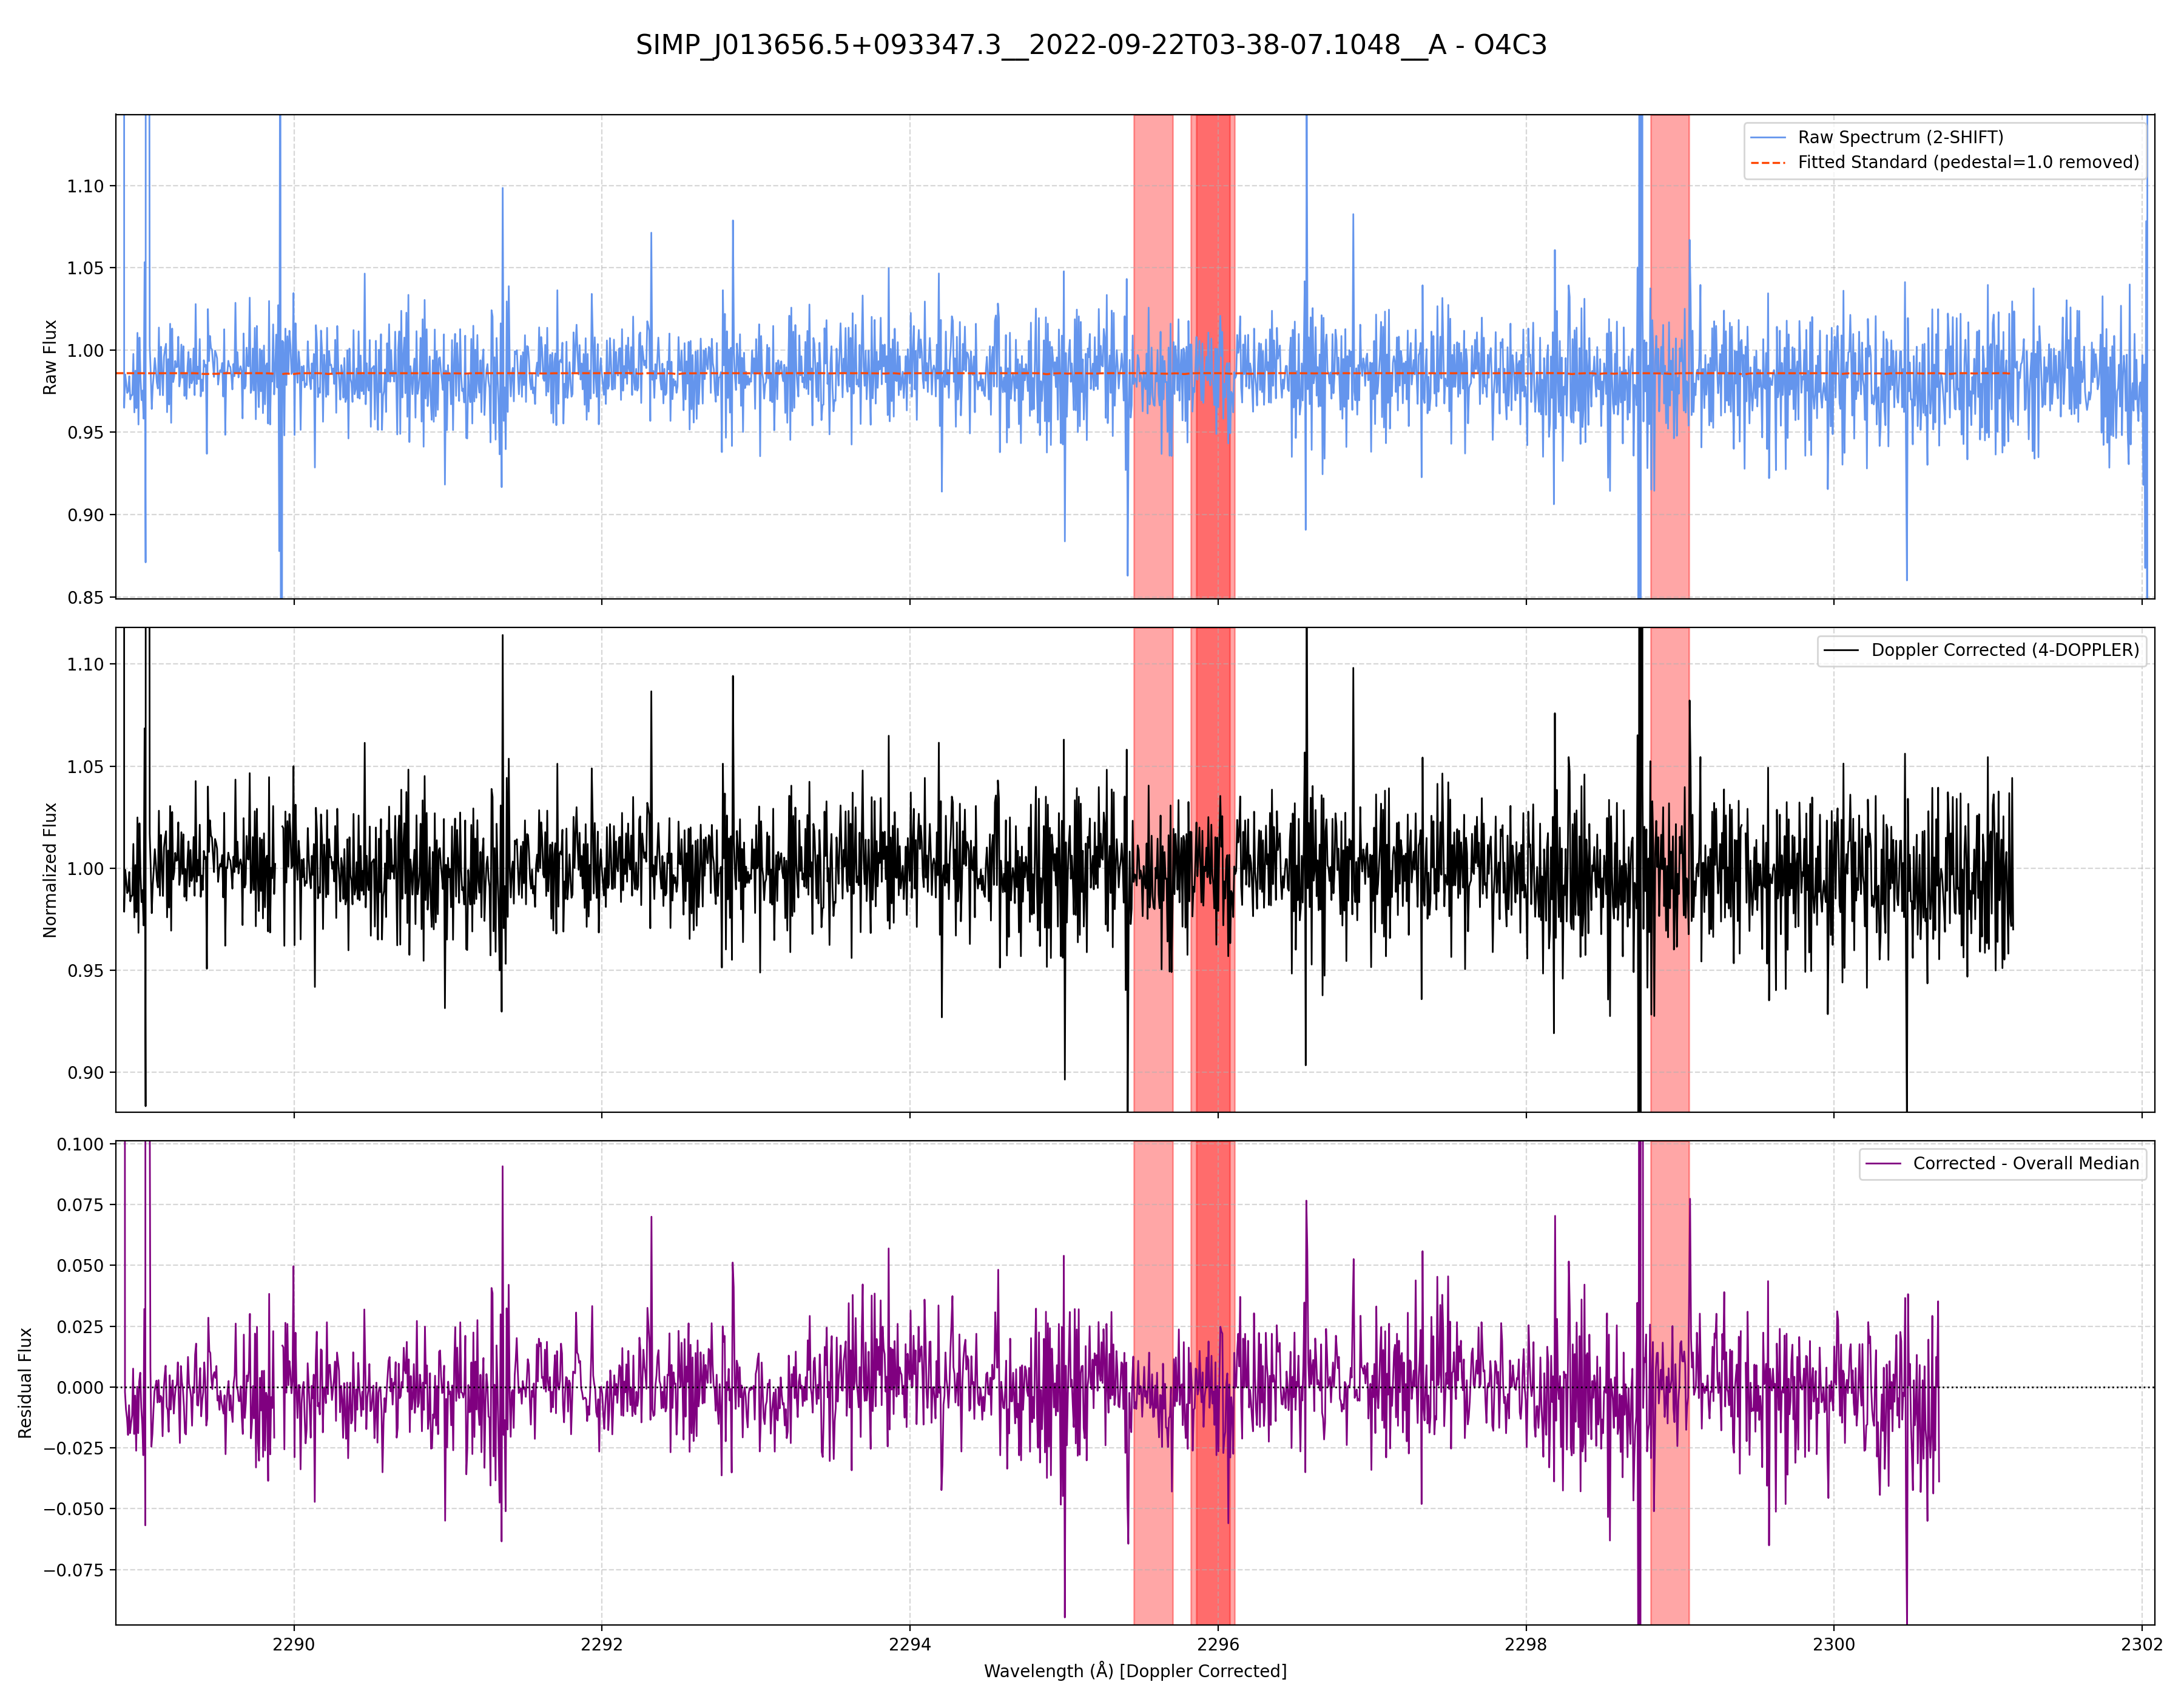 SIMP_J013656.5+093347.3__2022-09-22T03-38-07.1048__A - O4C3
Raw Spectrum (2-SHIFT)
Fitted Standard (pedestal=1.0 removed)
1.10
1.05
1.00
0.95
0.90
0.85
Raw Flux
Doppler Corrected (4-DOPPLER)
1.10
1.05
1.00
0.95
0.90
Normalized Flux
Corrected - Overall Median
0.100
0.075
0.050
0.025
0.000
−0.025
−0.050
−0.075
Residual Flux
2290 2292 2294 2296 2298 2300 2302
Wavelength (Å) [Doppler Corrected]